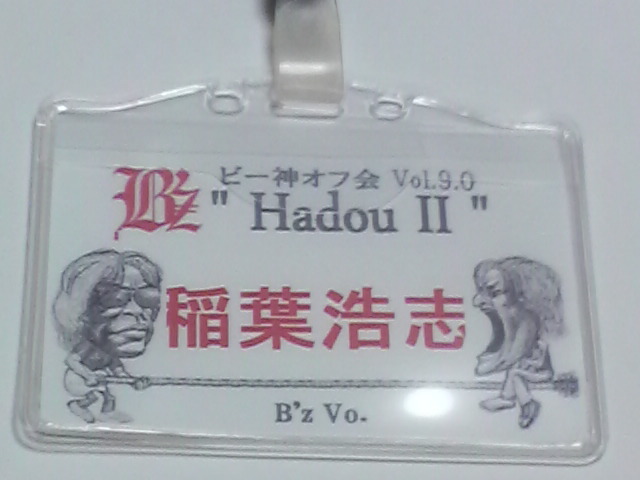 B'z
ビー神オフ会 Vol.9.0
" Hadou II "
稲葉浩志
B'z Vo.